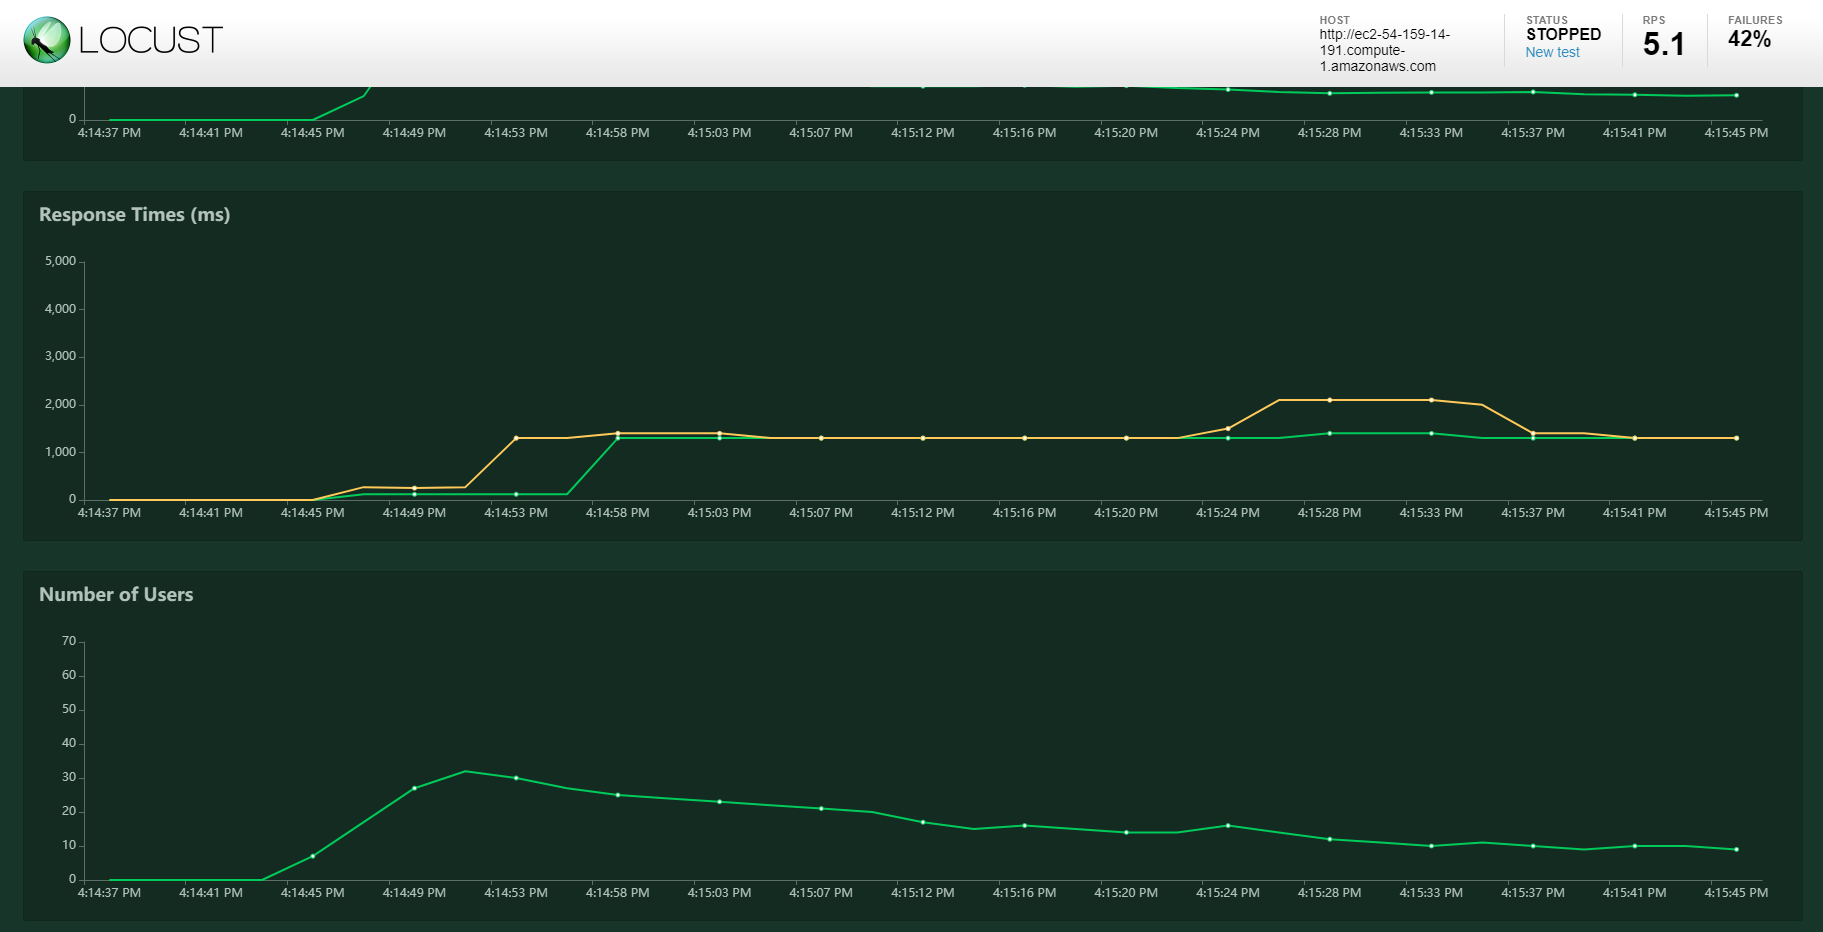 LOCUST
HOST
http://ec2-54-159-14-
191.compute-
1.amazonaws.com
STATUS
STOPPED
New test
RPS
5.1
FAILURES
42%
0
4:14:37 PM 4:14:41 PM 4:14:45 PM 4:14:49 PM 4:14:53 PM 4:14:58 PM 4:15:03 PM 4:15:07 PM 4:15:12 PM 4:15:16 PM 4:15:20 PM 4:15:24 PM 4:15:28 PM 4:15:33 PM 4:15:37 PM 4:15:41 PM 4:15:45 PM
Response Times (ms)
5,000
4,000
3,000
2,000
1,000
0
4:14:37 PM 4:14:41 PM 4:14:45 PM 4:14:49 PM 4:14:53 PM 4:14:58 PM 4:15:03 PM 4:15:07 PM 4:15:12 PM 4:15:16 PM 4:15:20 PM 4:15:24 PM 4:15:28 PM 4:15:33 PM 4:15:37 PM 4:15:41 PM 4:15:45 PM
Number of Users
70
60
50
40
30
20
10
0
4:14:37 PM 4:14:41 PM 4:14:45 PM 4:14:49 PM 4:14:53 PM 4:14:58 PM 4:15:03 PM 4:15:07 PM 4:15:12 PM 4:15:16 PM 4:15:20 PM 4:15:24 PM 4:15:28 PM 4:15:33 PM 4:15:37 PM 4:15:41 PM 4:15:45 PM